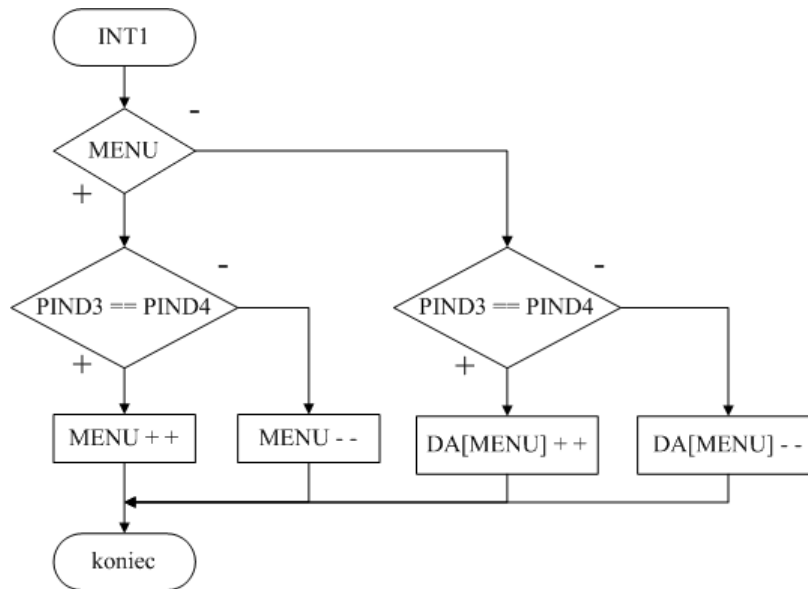 INT1
-
MENU
+
-
-
PIND3 == PIND4
PIND3 == PIND4
+
+
MENU + +
MENU - -
DA[MENU] + +
DA[MENU] - -
koniec